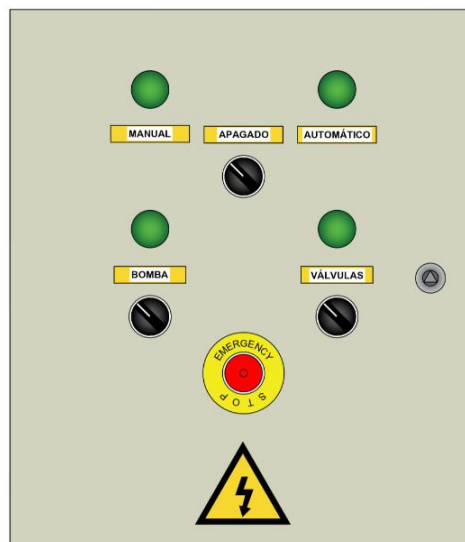 MANUAL
APAGADO
AUTOMÁTICO
BOMBA
VÁLVULAS
EMERGENCY
STOP